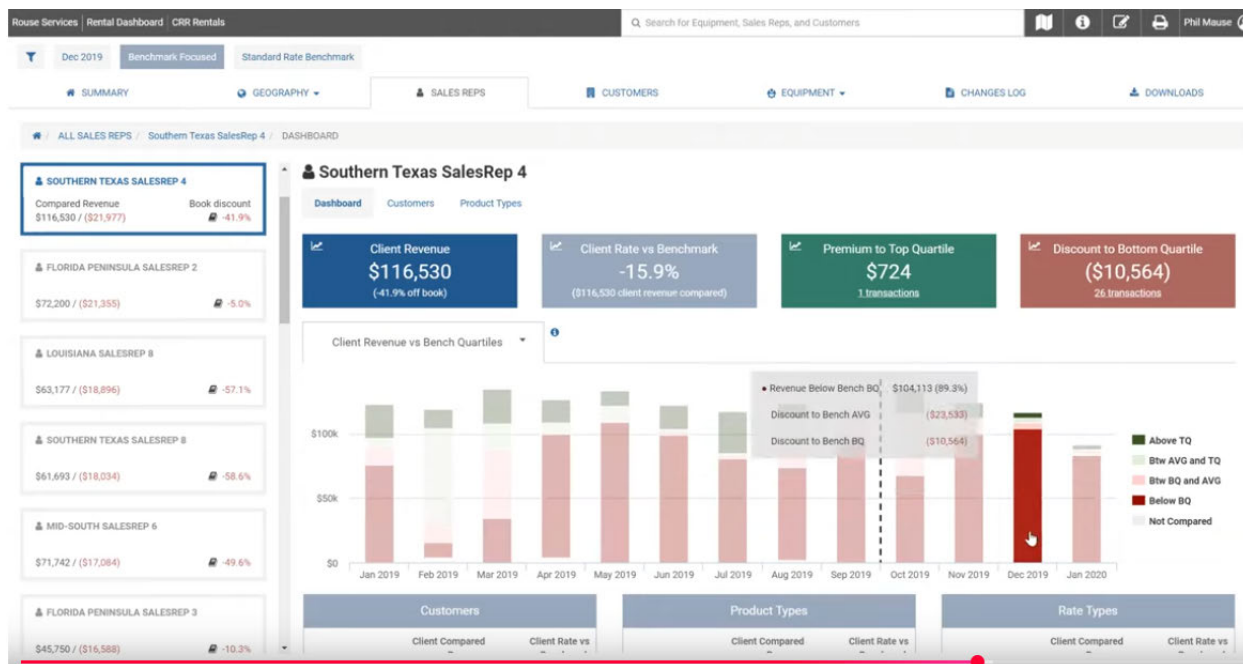 Rouse Services | Rental Dashboard | CRR Rentals
Search for Equipment, Sales Reps, and Customers
Phil Mause
Dec 2019
Benchmark Focused
Standard Rate Benchmark
SUMMARY
GEOGRAPHY
SALES REPS
CUSTOMERS
EQUIPMENT
CHANGES LOG
DOWNLOADS
/ ALL SALES REPS / Southern Texas SalesRep 4 / DASHBOARD
SOUTHERN TEXAS SALESREP 4
Compared Revenue Book discount
$116,530 / ($21,977) -41.9%
FLORIDA PENINSULA SALESREP 2
$72,200 / ($21,355) -5.0%
LOUISIANA SALESREP 8
$63,177 / ($18,896) -57.1%
SOUTHERN TEXAS SALESREP 8
$61,693 / ($18,034) -58.6%
MID-SOUTH SALESREP 6
$71,742 / ($17,084) -49.6%
FLORIDA PENINSULA SALESREP 3
$45,750 / ($16,588) -10.3%
Southern Texas SalesRep 4
Dashboard Customers Product Types
Client Revenue
$116,530
(-41.9% off book)
Client Rate vs Benchmark
-15.9%
($116,530 client revenue compared)
Premium to Top Quartile
$724
1 transactions
Discount to Bottom Quartile
($10,564)
26 transactions
Client Revenue vs Bench Quartiles
Revenue Below Bench BQ $104,113 (89.3%)
Discount to Bench AVG ($23,533)
Discount to Bench BQ ($10,564)
$100k
$50k
$0
Jan 2019 Feb 2019 Mar 2019 Apr 2019 May 2019 Jun 2019 Jul 2019 Aug 2019 Sep 2019 Oct 2019 Nov 2019 Dec 2019 Jan 2020
Above TQ
Btw AVG and TQ
Btw BQ and AVG
Below BQ
Not Compared
Customers
Client Compared Client Rate vs
Product Types
Client Compared Client Rate vs
Rate Types
Client Compared Client Rate vs